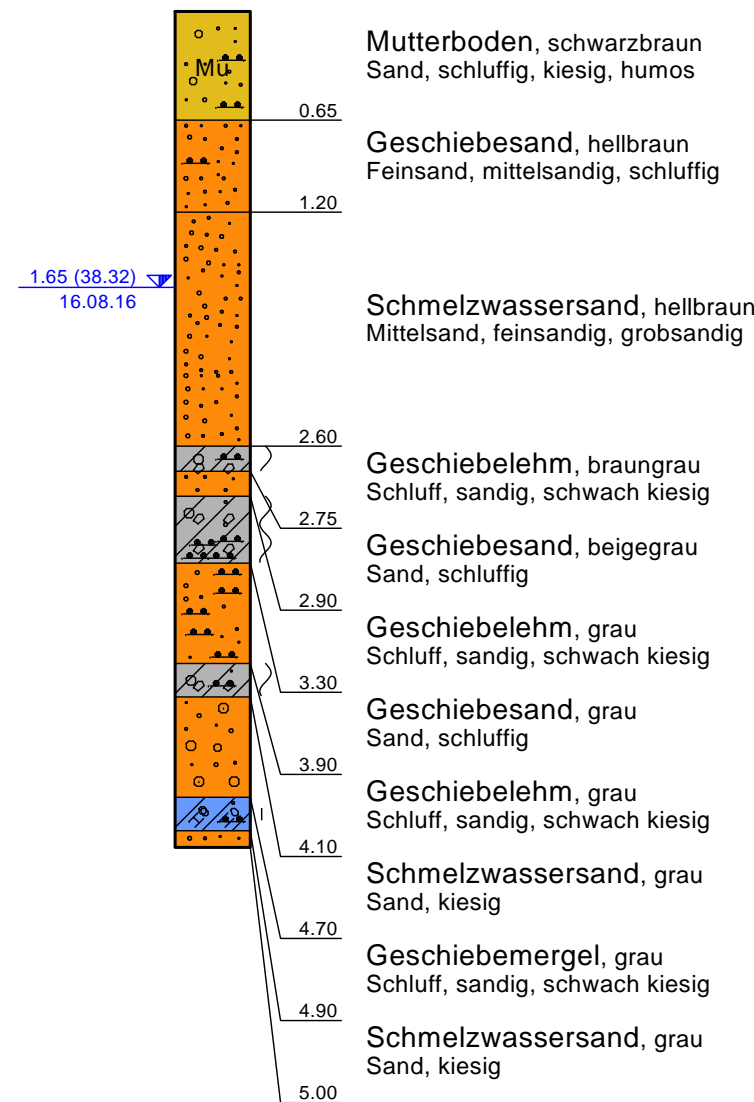 Mutterboden, schwarzbraun
Sand, schluffig, kiesig, humos
Mu
0.65
Geschiebesand, hellbraun
Feinsand, mittelsandig, schluffig
1.20
1.65 (38.32)
16.08.16
Schmelzwassersand, hellbraun
Mittelsand, feinsandig, grobsandig
2.60
Geschiebelehm, braungrau
Schluff, sandig, schwach kiesig
2.75
Geschiebesand, beigegrau
Sand, schluffig
2.90
Geschiebelehm, grau
Schluff, sandig, schwach kiesig
3.30
Geschiebesand, grau
Sand, schluffig
3.90
Geschiebelehm, grau
Schluff, sandig, schwach kiesig
4.10
Schmelzwassersand, grau
Sand, kiesig
4.70
Geschiebemergel, grau
Schluff, sandig, schwach kiesig
4.90
Schmelzwassersand, grau
Sand, kiesig
5.00